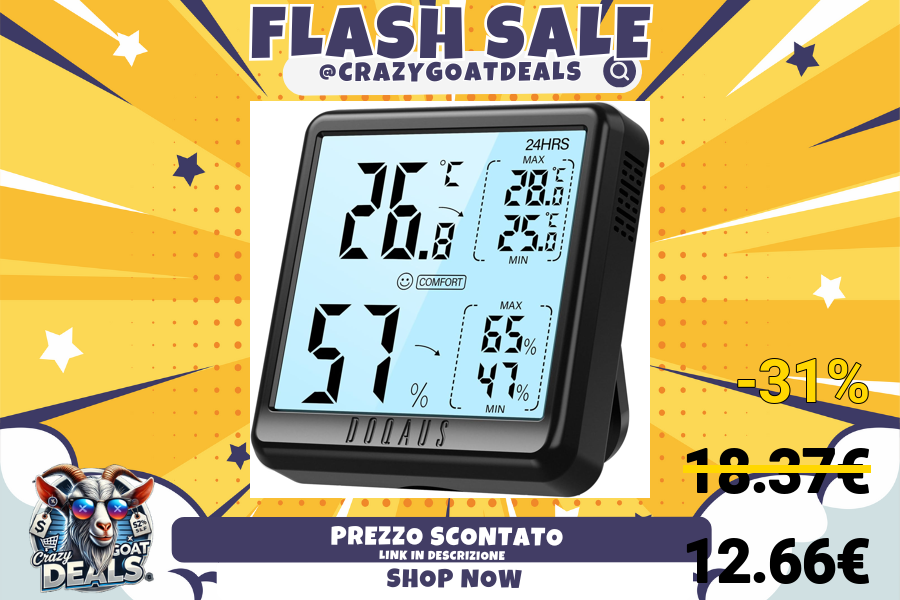 FLASH SALE
@CRAZYGOATDEALS
24HRS
MAX
26.8 °C
28.0 °C
25.0 °C
MIN
COMFORT
MAX
57 %
65 %
47 %
MIN
DOQAUS
-31%
18.37€
12.66€
$
52%
Crazy
GOAT
DEALS
PREZZO SCONTATO
LINK IN DESCRIZIONE
SHOP NOW